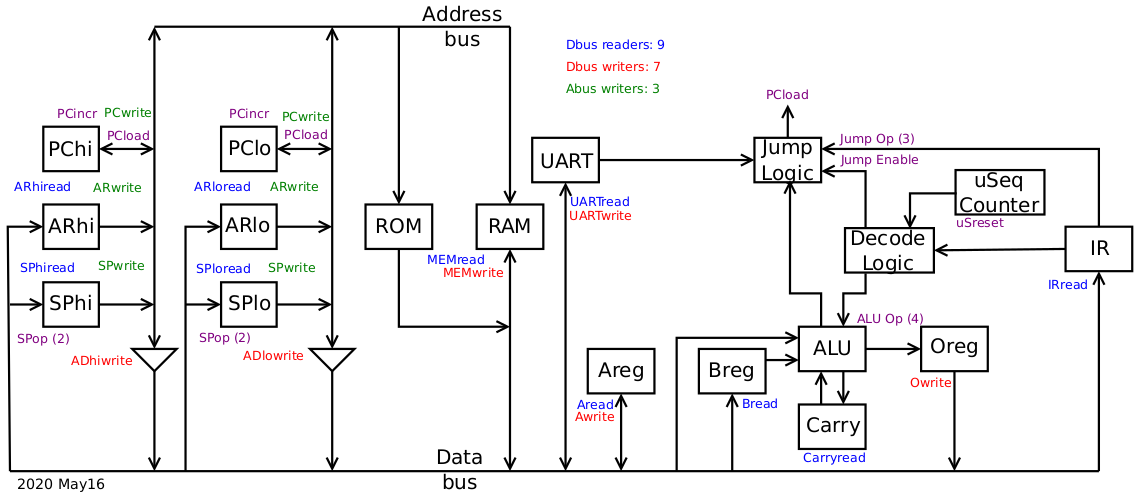 Address
bus
Dbus readers: 9
Dbus writers: 7
Abus writers: 3
PCincr
PCwrite
PCload
PChi
PCincr
PCwrite
PCload
PClo
UART
PCload
Jump
Logic
Jump Op (3)
Jump Enable
uSeq
Counter
uSreset
ARhiread
ARwrite
ARhi
ARloread
ARwrite
ARlo
ROM
RAM
UARTread
UARTwrite
Decode
Logic
IR
IRread
SPhiread
SPwrite
SPhi
SPop (2)
SPloread
SPwrite
SPlo
SPop (2)
MEMread
MEMwrite
ADhiwrite
ADlowrite
ALU Op (4)
ALU
Oreg
Owrite
Areg
Aread
Awrite
Breg
Bread
Carry
Carryread
Data
bus
2020 May16